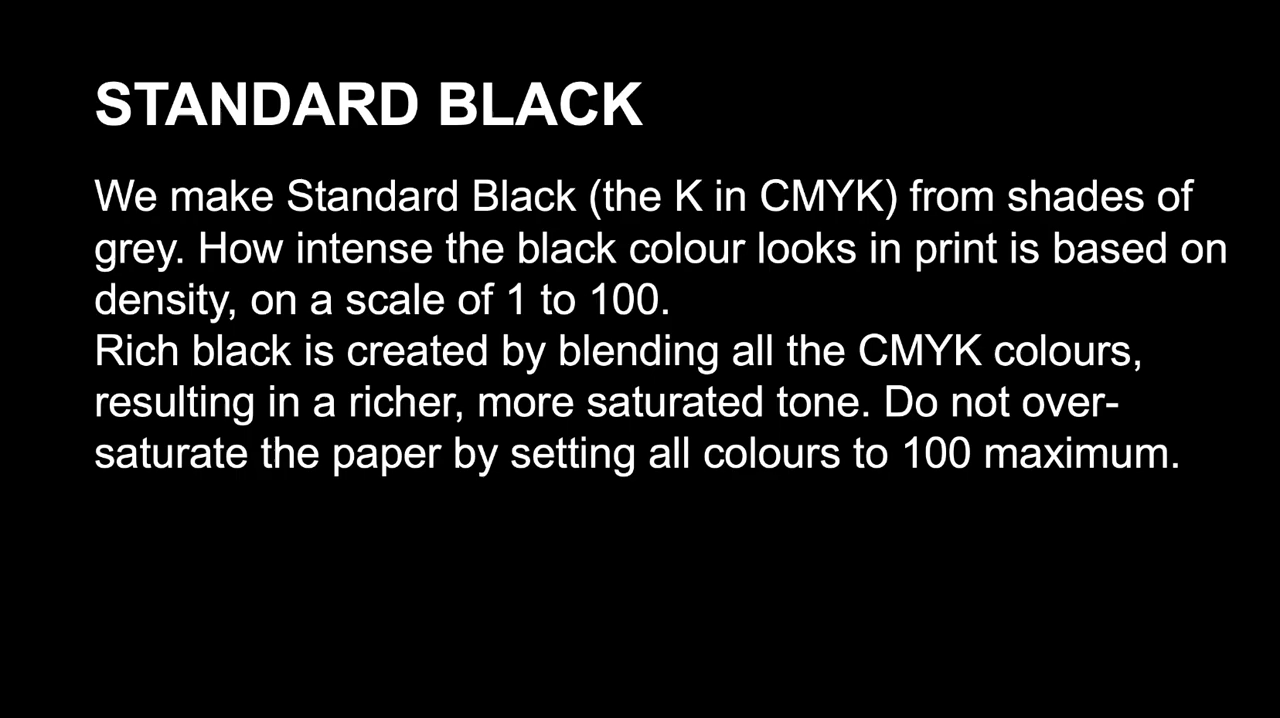 STANDARD BLACK
We make Standard Black (the K in CMYK) from shades of
grey. How intense the black colour looks in print is based on
density, on a scale of 1 to 100.
Rich black is created by blending all the CMYK colours,
resulting in a richer, more saturated tone. Do not over-
saturate the paper by setting all colours to 100 maximum.